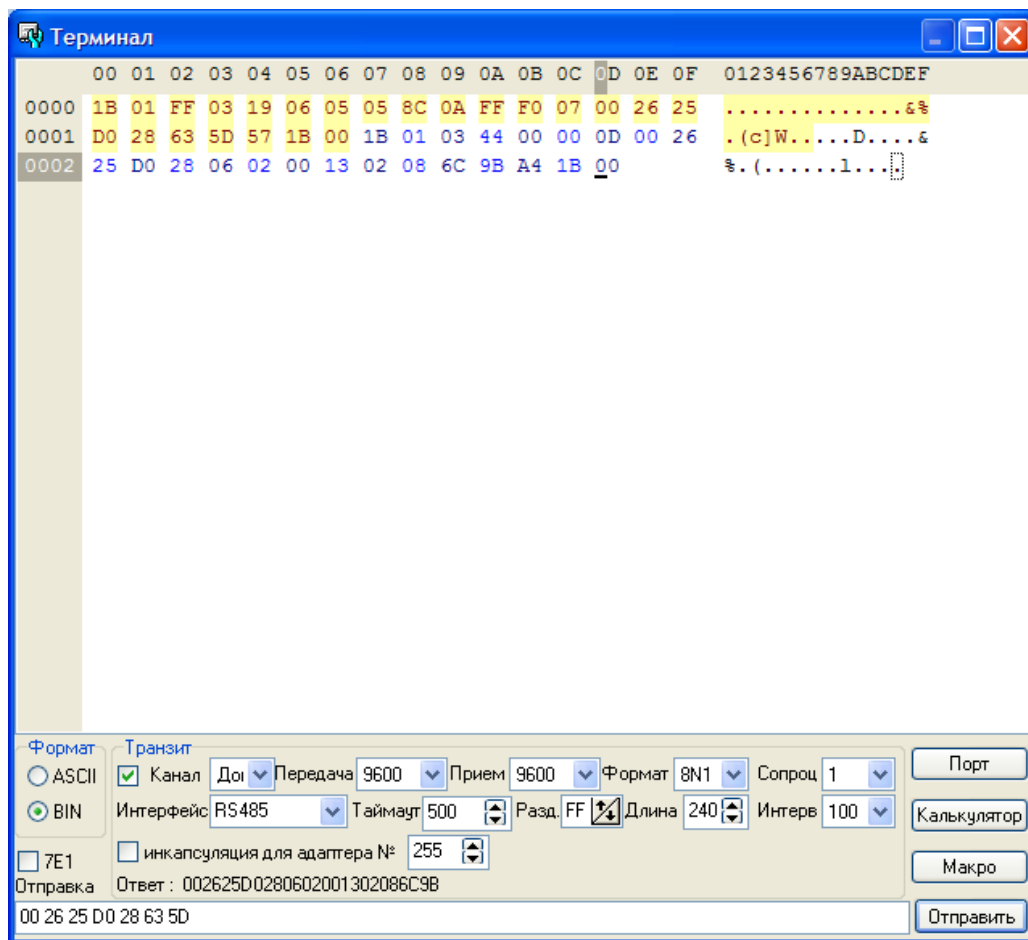 Терминал
00 01 02 03 04 05 06 07 08 09 0A 0B 0C 0D 0E 0F 0123456789ABCDEF
0000 1B 01 FF 03 19 06 05 05 8C 0A FF F0 07 00 26 25 ..............&%
0001 D0 28 63 5D 57 1B 00 1B 01 03 44 00 00 0D 00 26 .(c]W.....D....&
0002 25 D0 28 06 02 00 13 02 08 6C 9B A4 1B 00 %.(......l....
Формат
ASCII
BIN
7E1
Отправка
Транзит
Канал Дог Передача 9600 Прием 9600 Формат 8N1 Сопроц 1
Интерфейс RS485 Таймаут 500 Разд. FF Длина 240 Интерв 100
инкапсуляция для адаптера № 255
Ответ : 002625D0280602001302086C9B
Порт
Калькулятор
Макро
00 26 25 D0 28 63 5D
Отправить